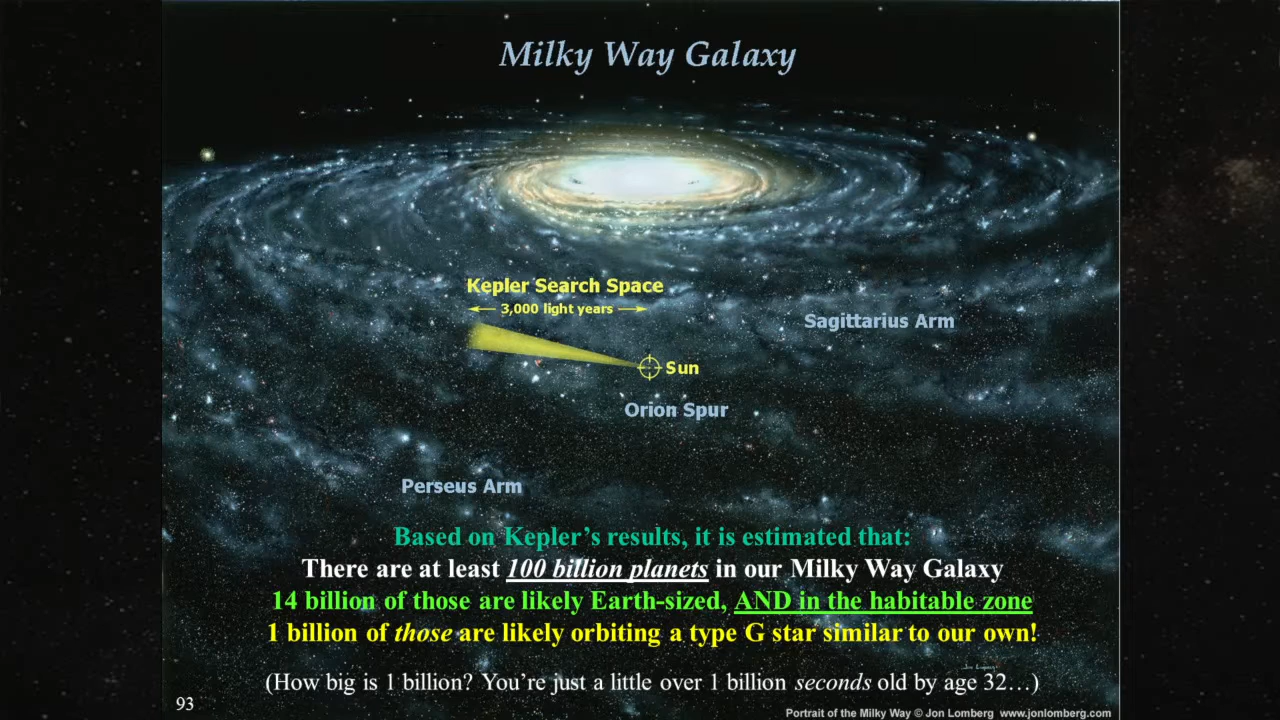 Milky Way Galaxy
Kepler Search Space
3,000 light years
Sagittarius Arm
Sun
Orion Spur
Perseus Arm
Based on Kepler’s results, it is estimated that:
There are at least 100 billion planets in our Milky Way Galaxy
14 billion of those are likely Earth-sized, AND in the habitable zone
1 billion of those are likely orbiting a type G star similar to our own!
(How big is 1 billion? You’re just a little over 1 billion seconds old by age 32…)
93
Portrait of the Milky Way © Jon Lomberg www.jonlomberg.com